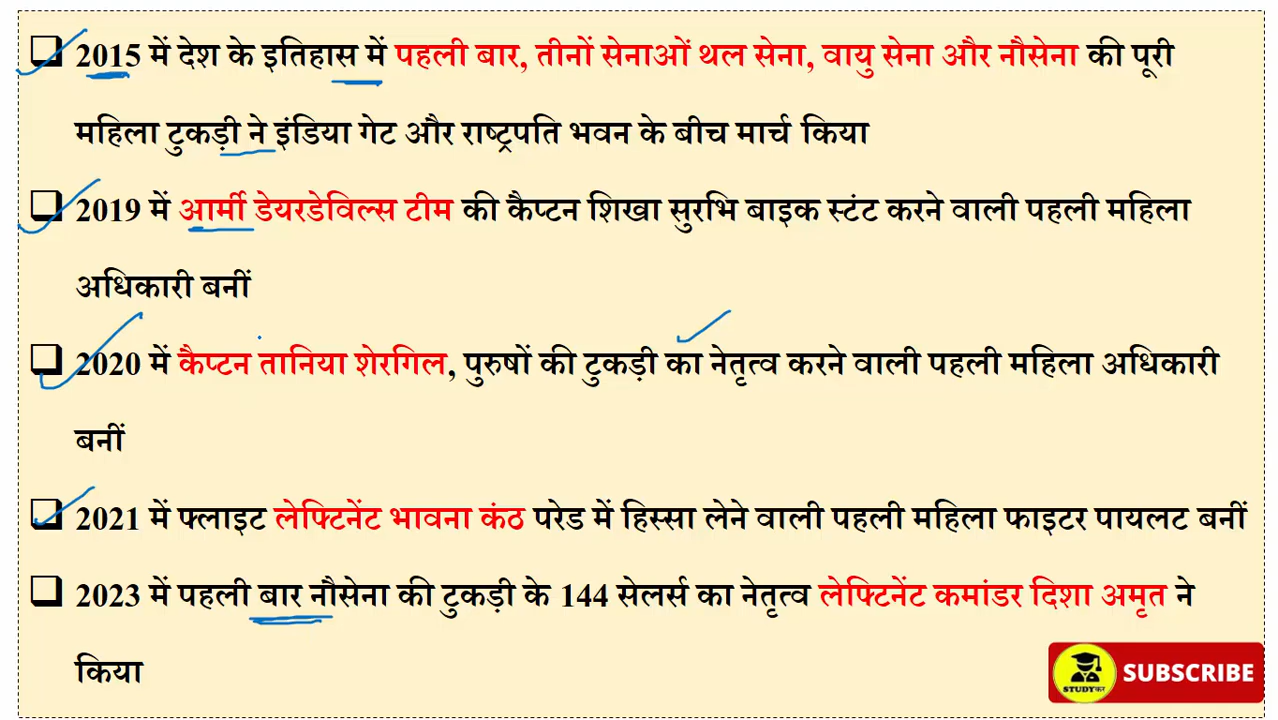 2015 में देश के इतिहास में पहली बार, तीनों सेनाओं थल सेना, वायु सेना और नौसेना की पूरी
महिला टुकड़ी ने इंडिया गेट और राष्ट्रपति भवन के बीच मार्च किया
2019 में आर्मी डेयरडेविल्स टीम की कैप्टन शिखा सुरभि बाइक स्टंट करने वाली पहली महिला
अधिकारी बनीं
2020 में कैप्टन तानिया शेरगिल, पुरुषों की टुकड़ी का नेतृत्व करने वाली पहली महिला अधिकारी
बनीं
2021 में फ्लाइट लेफ्टिनेंट भावना कंठ परेड में हिस्सा लेने वाली पहली महिला फाइटर पायलट बनीं
2023 में पहली बार नौसेना की टुकड़ी के 144 सेलर्स का नेतृत्व लेफ्टिनेंट कमांडर दिशा अमृत ने
किया
STUDYकर
SUBSCRIBE